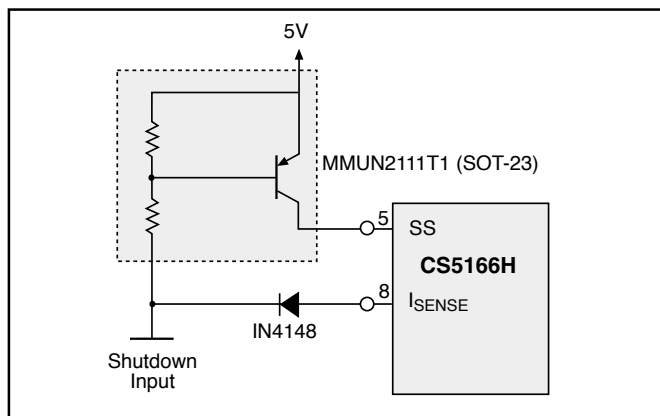 5V
MMUN2111T1 (SOT-23)
5
SS
CS5166H
8
ISENSE
IN4148
Shutdown
Input